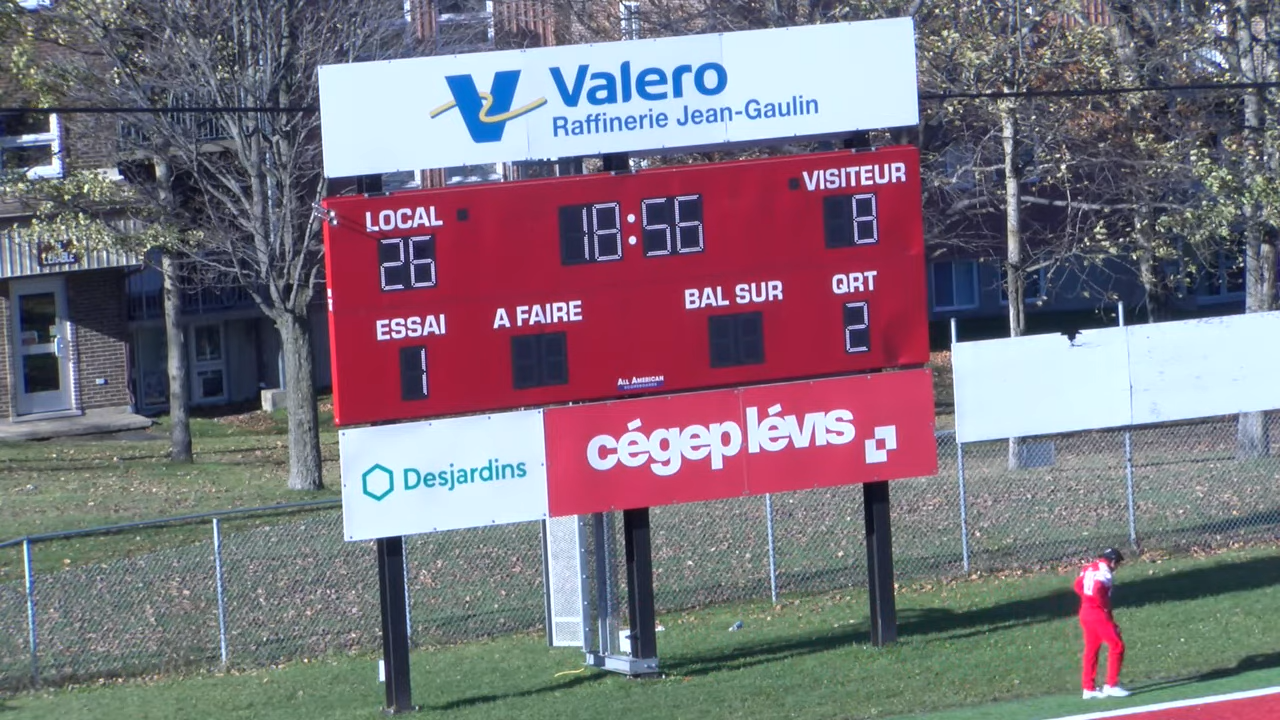 Valero
Raffinerie Jean-Gaulin
LOCAL
VISITEUR
26
18:56
8
ESSAI
A FAIRE
BAL SUR
QRT
1
2
ALL AMERICAN
Desjardins
cégep lévis